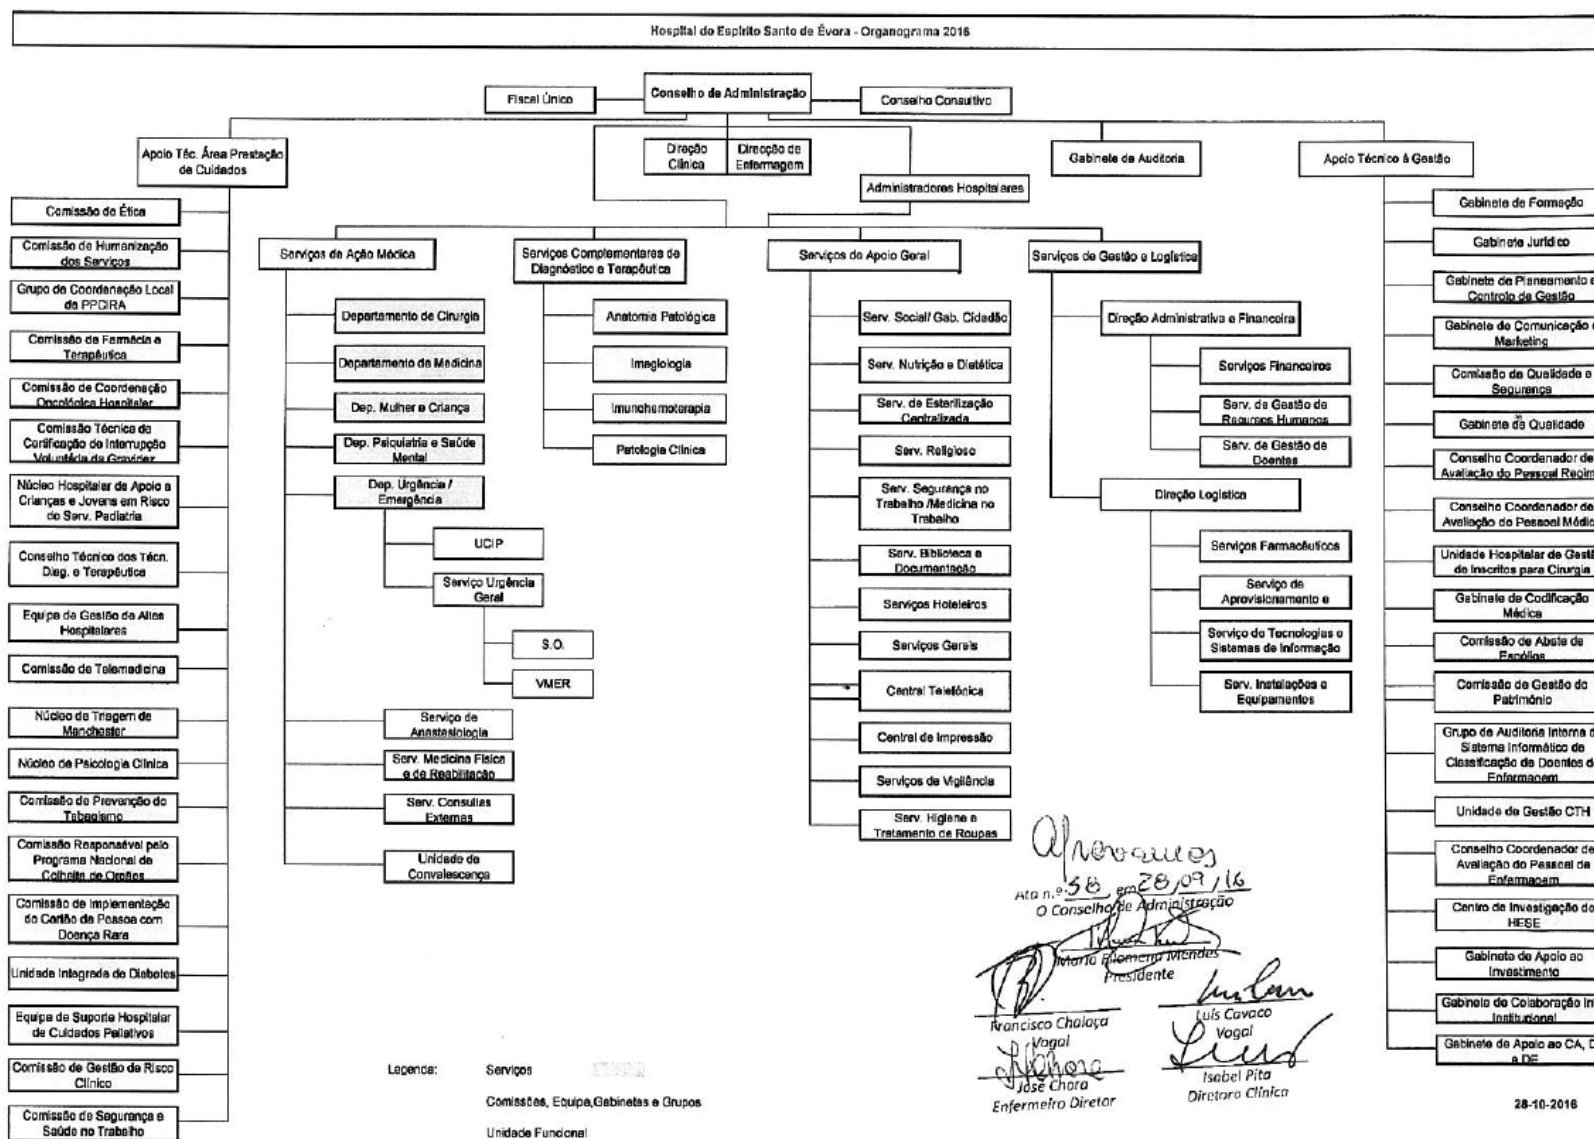 Hospital do Espírito Santo de Évora - Organograma 2016
Fiscal Único
Conselho de Administração
Conselho Consultivo
Apoio Téc. Área Prestação
de Cuidados
Direção
Clínica
Direcção de
Enfermagem
Gabinete de Auditoria
Apoio Técnico à Gestão
Administradores Hospitalares
Comissão de Ética
Comissão de Humanização
dos Serviços
Grupo de Coordenação Local
da PPCIRA
Comissão de Farmácia e
Terapêutica
Comissão de Coordenação
Oncológica Hospitalar
Comissão Técnica de
Certificação de Interrupção
Voluntária da Gravidez
Núcleo Hospitalar de Apoio a
Crianças e Jovens em Risco
do Serv. Pediatria
Conselho Técnico dos Técn.
Diag. e Terapêutica
Equipa de Gestão de Altas
Hospitalares
Comissão de Telemedicina
Núcleo de Triagem de
Manchester
Núcleo de Psicologia Clínica
Comissão de Prevenção do
Tabagismo
Comissão Responsável pelo
Programa Nacional de
Colheita de Orgãos
Comissão de Implementação
do Cartão da Pessoa com
Doença Rara
Unidade Integrada de Diabetes
Equipa de Suporte Hospitalar
de Cuidados Paliativos
Comissão de Gestão de Risco
Clínico
Comissão de Segurança e
Saúde no Trabalho
Serviços de Ação Médica
Departamento de Cirurgia
Departamento de Medicina
Dep. Mulher e Criança
Dep. Psiquiatria e Saúde
Mental
Dep. Urgência /
Emergência
UCIP
Serviço Urgência
Geral
S.O.
VMER
Serviço de
Anastesiologia
Serv. Medicina Física
e de Reabilitação
Serv. Consultas
Externas
Unidade de
Convalescença
Serviços Complementares de
Diagnóstico e Terapêutica
Anatomia Patológica
Imagiologia
Imunohemoterapia
Patologia Clínica
Serviços de Apoio Geral
Serv. Social/ Gab. Cidadão
Serv. Nutrição e Dietética
Serv. de Esterilização
Centralizada
Serv. Religioso
Serv. Segurança no
Trabalho /Medicina no
Trabalho
Serv. Biblioteca e
Documentação
Serviços Hoteleiros
Serviços Gerais
Central Telefónica
Central de Impressão
Serviços de Vigilância
Serv. Higiene e
Tratamento de Roupas
Serviços de Gestão e Logística
Direção Administrativa e Financeira
Serviços Financeiros
Serv. de Gestão de
Recursos Humanos
Serv. de Gestão de
Doentes
Direção Logística
Serviços Farmacêuticos
Serviço de
Aprovisionamento e
Serviço de Tecnologias e
Sistemas de Informação
Serv. Instalações e
Equipamentos
Gabinete de Formação
Gabinete Jurídico
Gabinete de Planeamento e
Controlo de Gestão
Gabinete de Comunicação e
Marketing
Comissão da Qualidade e
Segurança
Gabinete da Qualidade
Conselho Coordenador de
Avaliação do Pessoal Regim
Conselho Coordenador de
Avaliação do Pessoal Médic
Unidade Hospitalar de Gestã
de Inscritos para Cirurgia
Gabinete de Codificação
Médica
Comissão de Abate de
Espólios
Comissão de Gestão do
Património
Grupo de Auditoria Interna d
Sistema Informático de
Classificação de Doentes d
Enfermagem
Unidade de Gestão CTH
Conselho Coordenador de
Avaliação do Pessoal de
Enfermagem
Centro de Investigação do
HESE
Gabinete de Apoio ao
Investimento
Gabinete de Colaboração Int
Institucional
Gabinete de Apoio ao CA, D
e DE
Aprovamos
Ata n.º 38, em 28/09/16
O Conselho de Administração
Maria Filomena Mendes
Presidente
Francisco Chalaça
Vogal
Luís Cavaco
Vogal
José Chora
Enfermeiro Diretor
Isabel Pita
Diretora Clínica
Legenda:
Serviços
Comissões, Equipa,Gabinetes e Grupos
Unidade Funcional
28-10-2016